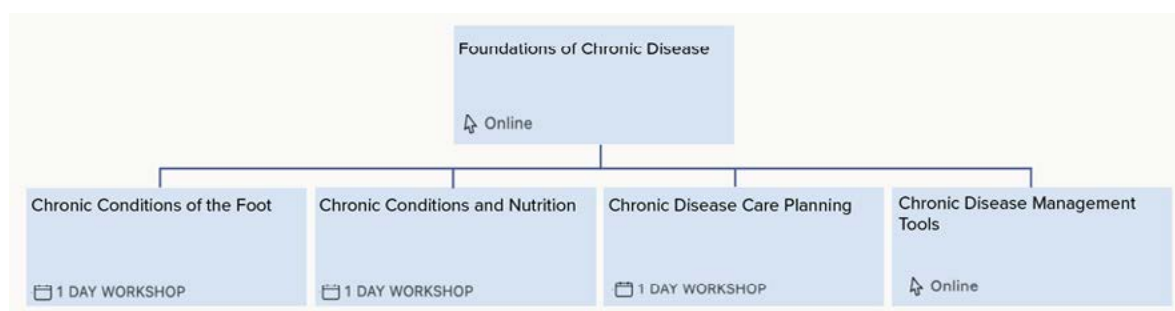 Foundations of Chronic Disease
Online
Chronic Conditions of the Foot
1 DAY WORKSHOP
Chronic Conditions and Nutrition
1 DAY WORKSHOP
Chronic Disease Care Planning
1 DAY WORKSHOP
Chronic Disease Management
Tools
Online